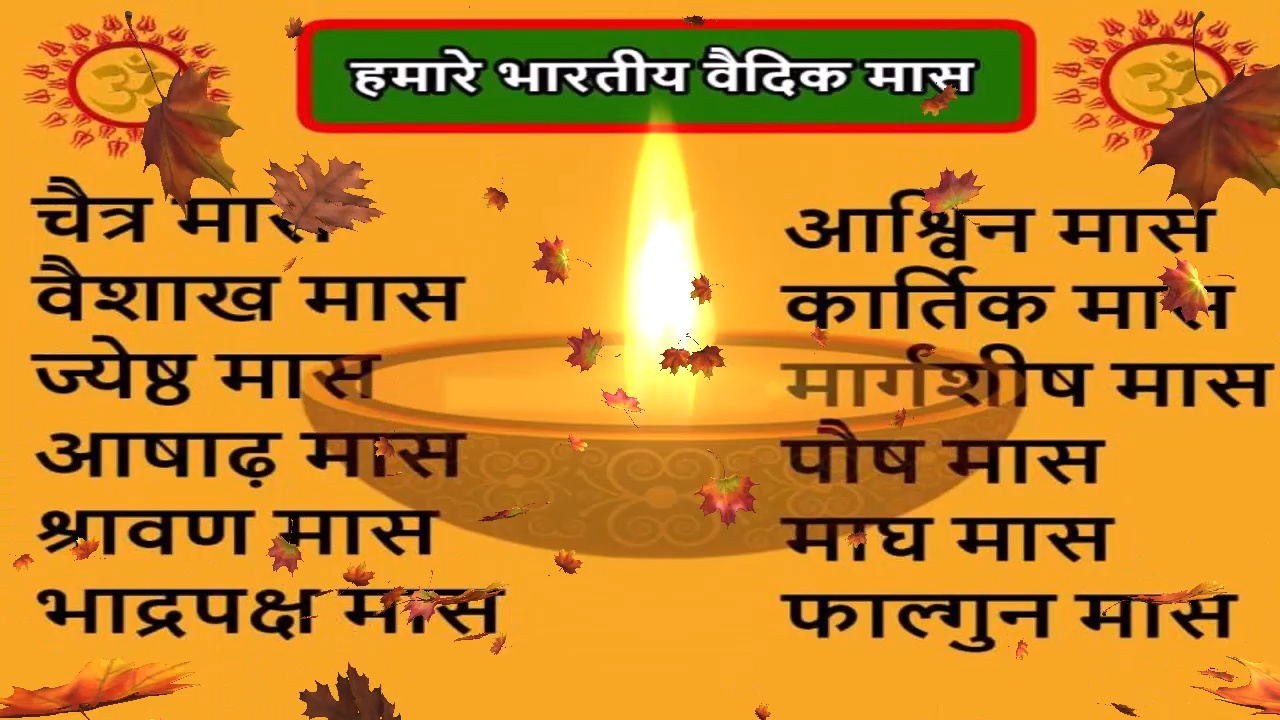 हमारे भारतीय वैदिक मास
चैत्र मास
वैशाख मास
ज्येष्ठ मास
आषाढ़ मास
श्रावण मास
भाद्रपक्ष मास
आश्विन मास
कार्तिक मास
मार्गशीष मास
पौष मास
माघ मास
फाल्गुन मास